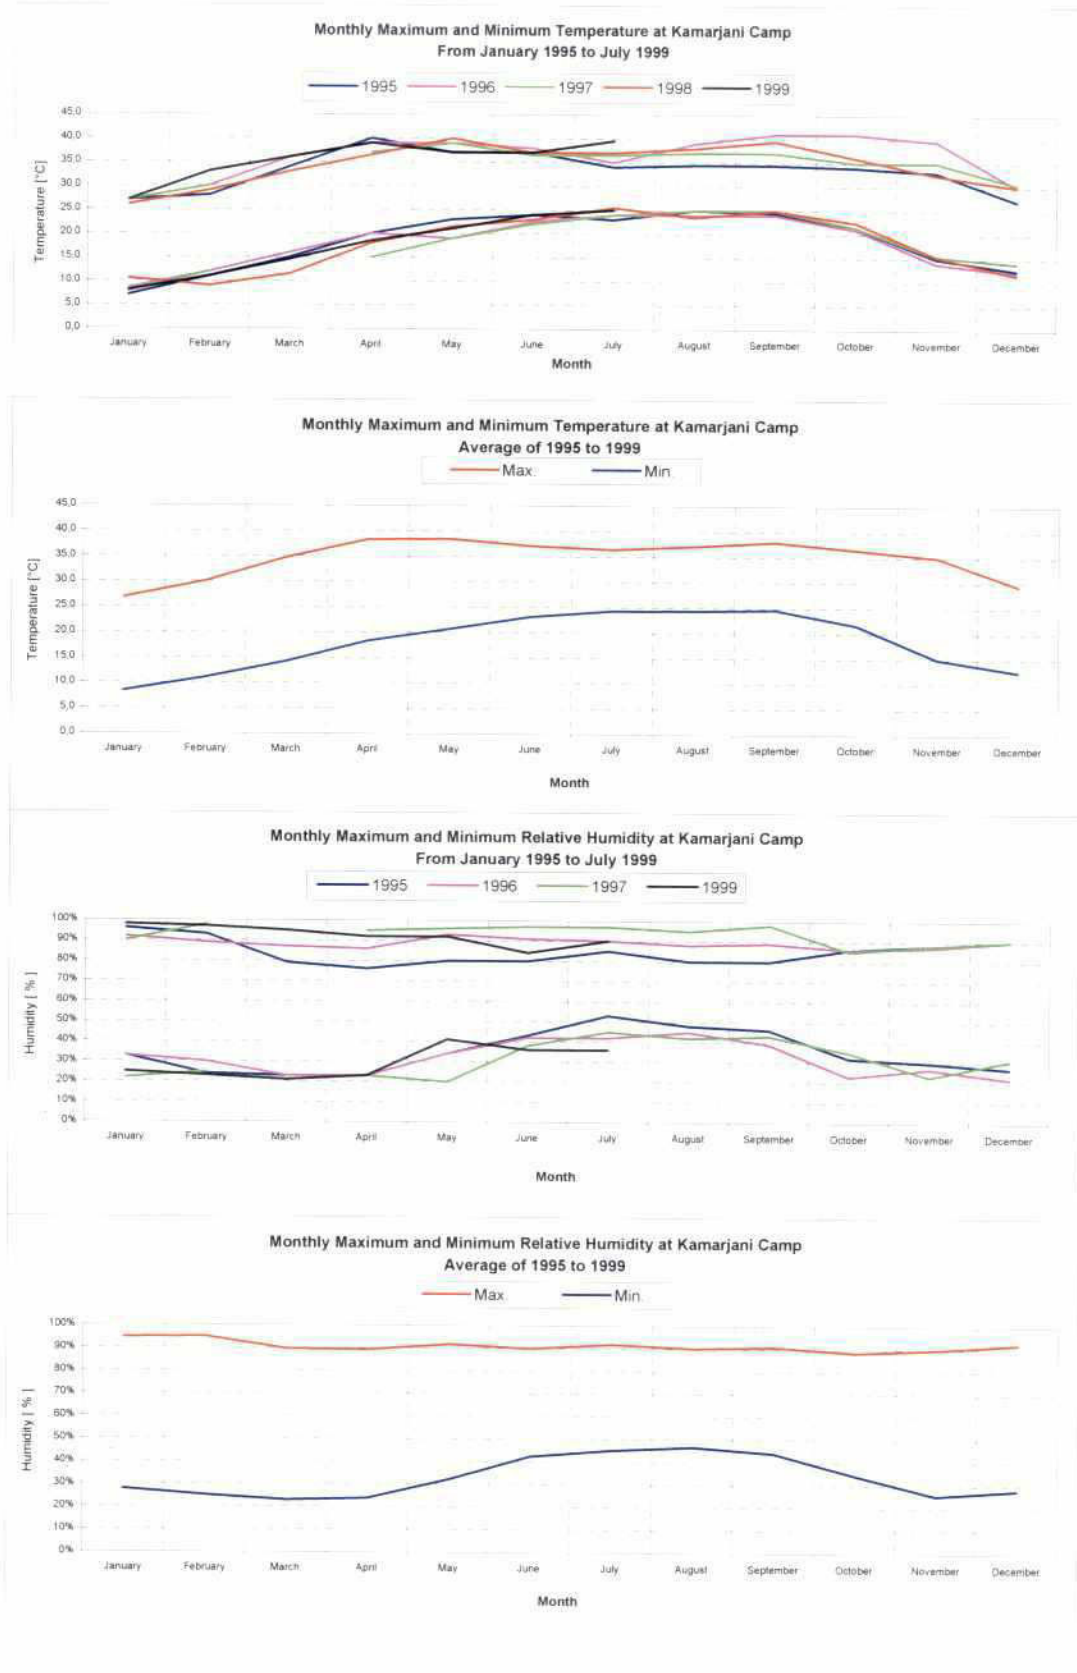 Monthly Maximum and Minimum Temperature at Kamarjani Camp
From January 1995 to July 1999
1995 1996 1997 1998 1999
Temperature [°C]
45,0
40,0
35,0
30,0
25,0
20,0
15,0
10,0
5,0
0,0
January February March April May June July August September October November December
Month
Monthly Maximum and Minimum Temperature at Kamarjani Camp
Average of 1995 to 1999
Max. Min.
Temperature [°C]
45,0
40,0
35,0
30,0
25,0
20,0
15,0
10,0
5,0
0,0
January February March April May June July August September October November December
Month
Monthly Maximum and Minimum Relative Humidity at Kamarjani Camp
From January 1995 to July 1999
1995 1996 1997 1999
Humidity [ % ]
100%
90%
80%
70%
60%
50%
40%
30%
20%
10%
0%
January February March April May June July August September October November December
Month
Monthly Maximum and Minimum Relative Humidity at Kamarjani Camp
Average of 1995 to 1999
Max. Min.
Humidity [ % ]
100%
90%
80%
70%
60%
50%
40%
30%
20%
10%
0%
January February March April May June July August September October November December
Month